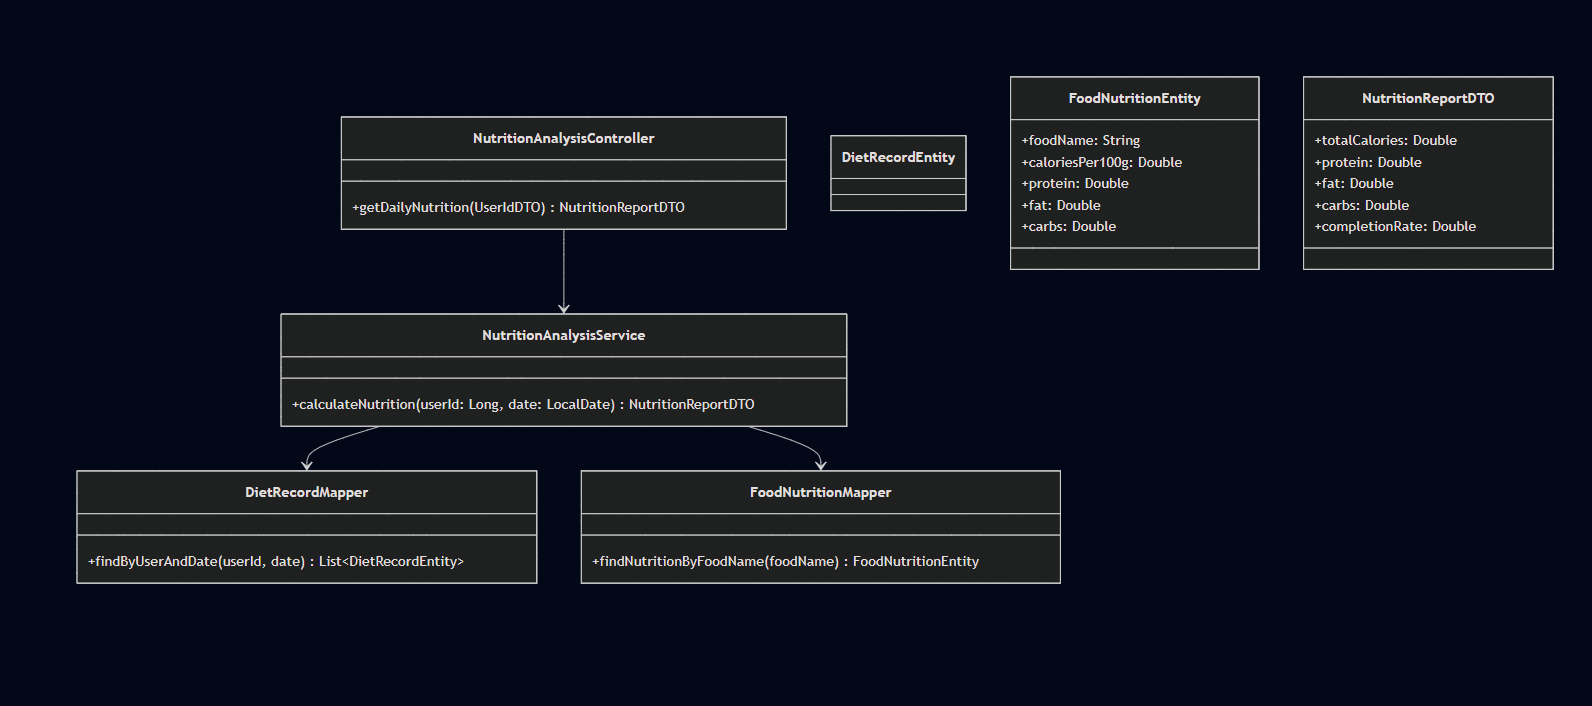 NutritionAnalysisController
+getDailyNutrition(UserIdDTO) : NutritionReportDTO
DietRecordEntity
FoodNutritionEntity
+foodName: String
+caloriesPer100g: Double
+protein: Double
+fat: Double
+carbs: Double
NutritionReportDTO
+totalCalories: Double
+protein: Double
+fat: Double
+carbs: Double
+completionRate: Double
NutritionAnalysisService
+calculateNutrition(userId: Long, date: LocalDate) : NutritionReportDTO
DietRecordMapper
+findByUserAndDate(userId, date) : List<DietRecordEntity>
FoodNutritionMapper
+findNutritionByFoodName(foodName) : FoodNutritionEntity